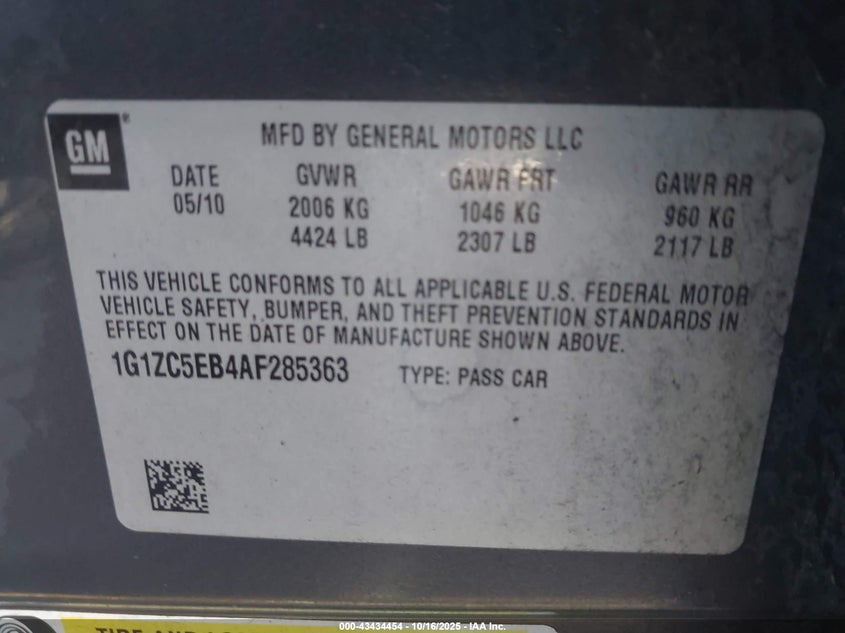 GM®
MFD BY GENERAL MOTORS LLC
DATE GVWR GAWR FRT GAWR RR
05/10 2006 KG 1046 KG 960 KG
4424 LB 2307 LB 2117 LB
THIS VEHICLE CONFORMS TO ALL APPLICABLE U.S. FEDERAL MOTOR
VEHICLE SAFETY, BUMPER, AND THEFT PREVENTION STANDARDS IN
EFFECT ON THE DATE OF MANUFACTURE SHOWN ABOVE.
1G1ZC5EB4AF285363 TYPE: PASS CAR
TIRE AND
000-43434454 - 10/16/2025 - IAA Inc.